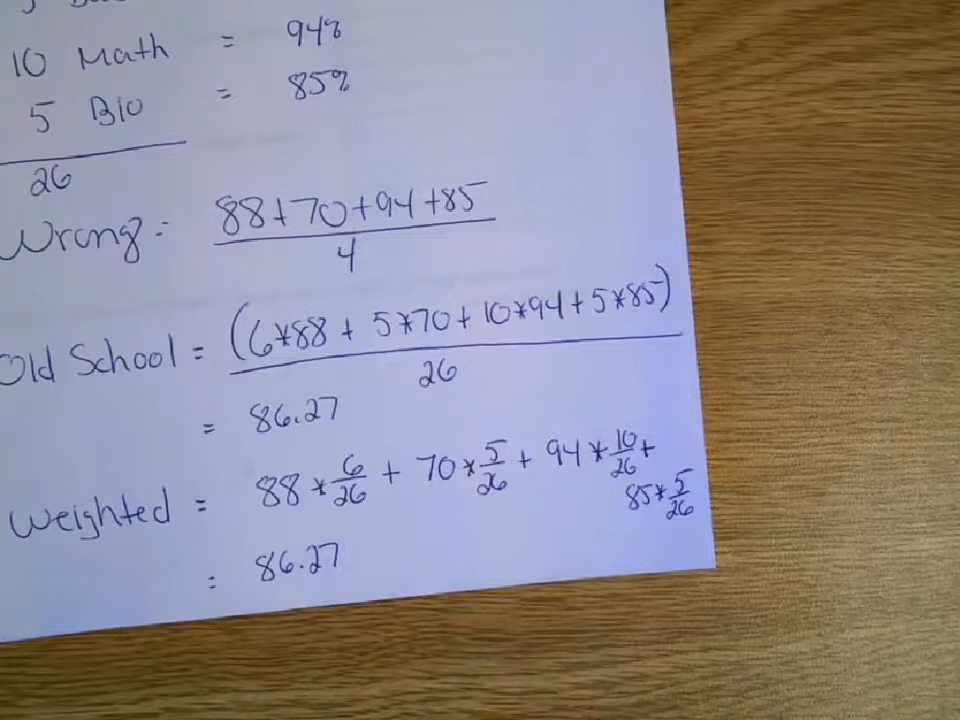 10 Math = 94%
5 Bio = 85%
26
Wrong = 88+70+94+85
4
Old School = (6*88 + 5*70 + 10*94 + 5*85)
26
= 86.27
Weighted = 88*6/26 + 70*5/26 + 94*10/26 +
85*5/26
= 86.27